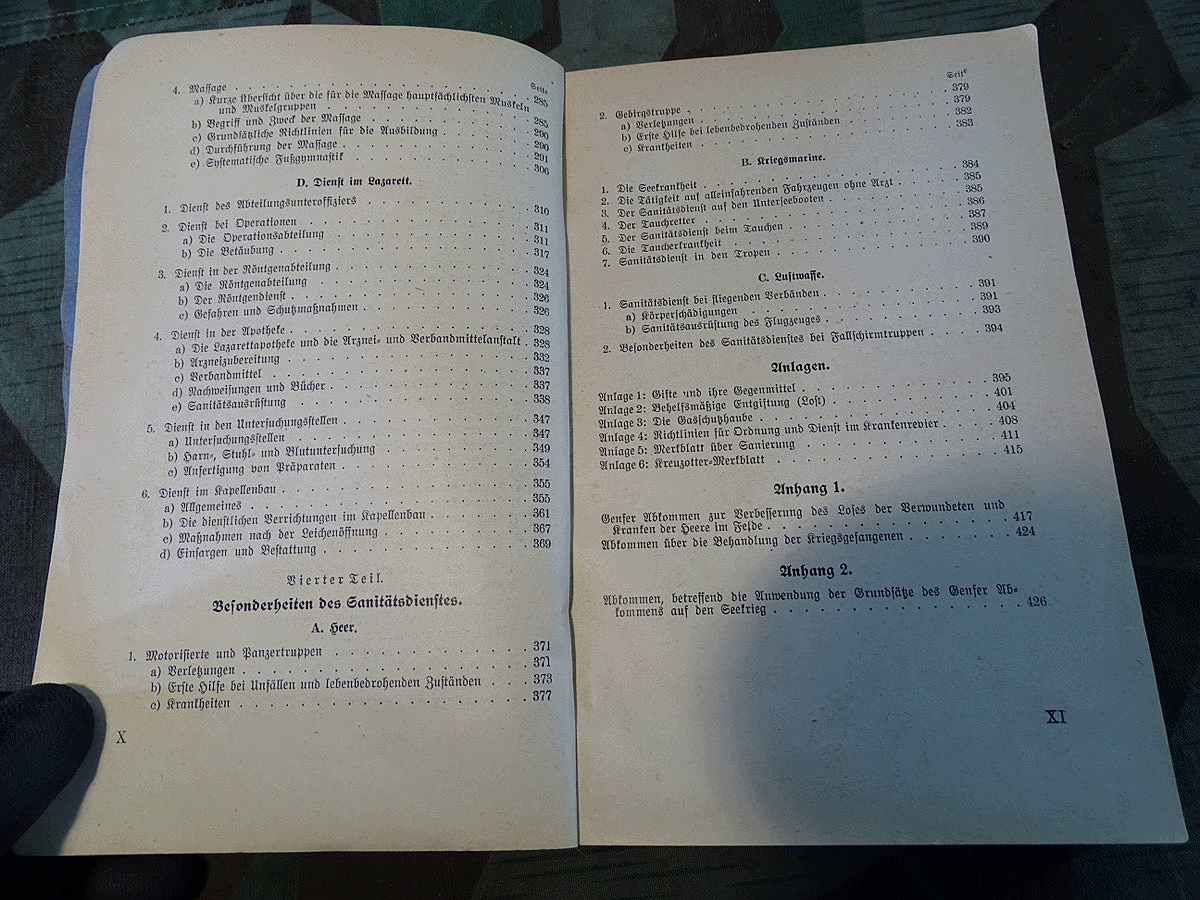 Seite
4. Massage . . . . . . . . . . 285
a) Kurze Übersicht über die für die Massage hauptsächlichsten Muskeln
und Muskelgruppen . . . . . . . . . . 285
b) Begriff und Zweck der Massage . . . . . . . . . . 290
c) Grundsätzliche Richtlinien für die Ausbildung . . . . . . . . . . 290
d) Durchführung der Massage . . . . . . . . . . 291
e) Systematische Fußgymnastik . . . . . . . . . . 306
D. Dienst im Lazarett.
1. Dienst des Abteilungsunteroffiziers . . . . . . . . . . 310
2. Dienst bei Operationen . . . . . . . . . . 311
a) Die Operationsabteilung . . . . . . . . . . 311
b) Die Betäubung . . . . . . . . . . 317
3. Dienst in der Röntgenabteilung . . . . . . . . . . 324
a) Die Röntgenabteilung . . . . . . . . . . 324
b) Der Röntgendienst . . . . . . . . . . 326
c) Gefahren und Schutzmaßnahmen . . . . . . . . . . 326
4. Dienst in der Apotheke . . . . . . . . . . 328
a) Die Lazarettapotheke und die Arznei- und Verbandmittelanstalt . 328
b) Arzneizubereitung . . . . . . . . . . 332
c) Verbandmittel . . . . . . . . . . 337
d) Nachweisungen und Bücher . . . . . . . . . . 337
e) Sanitätsausrüstung . . . . . . . . . . 338
5. Dienst in den Untersuchungsstellen . . . . . . . . . . 347
a) Untersuchungsstellen . . . . . . . . . . 347
b) Harn-, Stuhl- und Blutuntersuchung . . . . . . . . . . 349
c) Anfertigung von Präparaten . . . . . . . . . . 354
6. Dienst im Kapellenbau . . . . . . . . . . 355
a) Allgemeines . . . . . . . . . . 355
b) Die dienstlichen Verrichtungen im Kapellenbau . . . . . . . . . . 361
c) Maßnahmen nach der Leichenöffnung . . . . . . . . . . 367
d) Einsargen und Bestattung . . . . . . . . . . 369
Vierter Teil.
Besonderheiten des Sanitätsdienstes.
A. Heer.
1. Motorisierte und Panzertruppen . . . . . . . . . . 371
a) Verletzungen . . . . . . . . . . 371
b) Erste Hilfe bei Unfällen und lebenbedrohenden Zuständen . . . 373
c) Krankheiten . . . . . . . . . . 377
X
Seite
2. Gebirgstruppe . . . . . . . . . . 379
a) Verletzungen . . . . . . . . . . 379
b) Erste Hilfe bei lebenbedrohenden Zuständen . . . . . . . . . . 382
c) Krankheiten . . . . . . . . . . 383
B. Kriegsmarine.
1. Die Seekrankheit . . . . . . . . . . 384
2. Die Tätigkeit auf alleinfahrenden Fahrzeugen ohne Arzt . . . . 385
3. Der Sanitätsdienst auf den Unterseebooten . . . . . . . . . . 385
4. Der Tauchretter . . . . . . . . . . 386
5. Der Sanitätsdienst beim Tauchen . . . . . . . . . . 387
6. Die Taucherkrankheit . . . . . . . . . . 389
7. Sanitätsdienst in den Tropen . . . . . . . . . . 390
C. Luftwaffe.
1. Sanitätsdienst bei fliegenden Verbänden . . . . . . . . . . 391
a) Körperschädigungen . . . . . . . . . . 391
b) Sanitätsausrüstung des Flugzeuges . . . . . . . . . . 393
2. Besonderheiten des Sanitätsdienstes bei Fallschirmtruppen . . . . 394
Anlagen.
Anlage 1: Gifte und ihre Gegenmittel . . . . . . . . . . 395
Anlage 2: Behelfsmäßige Entgiftung (Lost) . . . . . . . . . . 401
Anlage 3: Die Gasschutzhaube . . . . . . . . . . 404
Anlage 4: Richtlinien für Ordnung und Dienst im Krankenrevier . . . . 408
Anlage 5: Merkblatt über Sanierung . . . . . . . . . . 411
Anlage 6: Kreuzotter-Merkblatt . . . . . . . . . . 415
Anhang 1.
Genfer Abkommen zur Verbesserung des Loses der Verwundeten und
Kranken der Heere im Felde . . . . . . . . . . 417
Abkommen über die Behandlung der Kriegsgefangenen . . . . . . . 424
Anhang 2.
Abkommen, betreffend die Anwendung der Grundsätze des Genfer Ab-
kommens auf den Seekrieg . . . . . . . . . . 426
XI